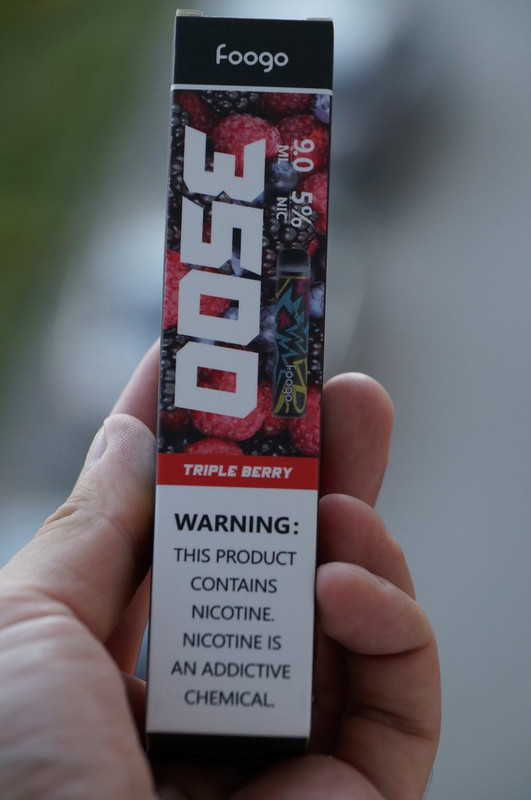 foogo
3500
9.0 5%
ML NIC
foogo
TRIPLE BERRY
WARNING:
THIS PRODUCT
CONTAINS
NICOTINE.
NICOTINE IS
AN ADDICTIVE
CHEMICAL.